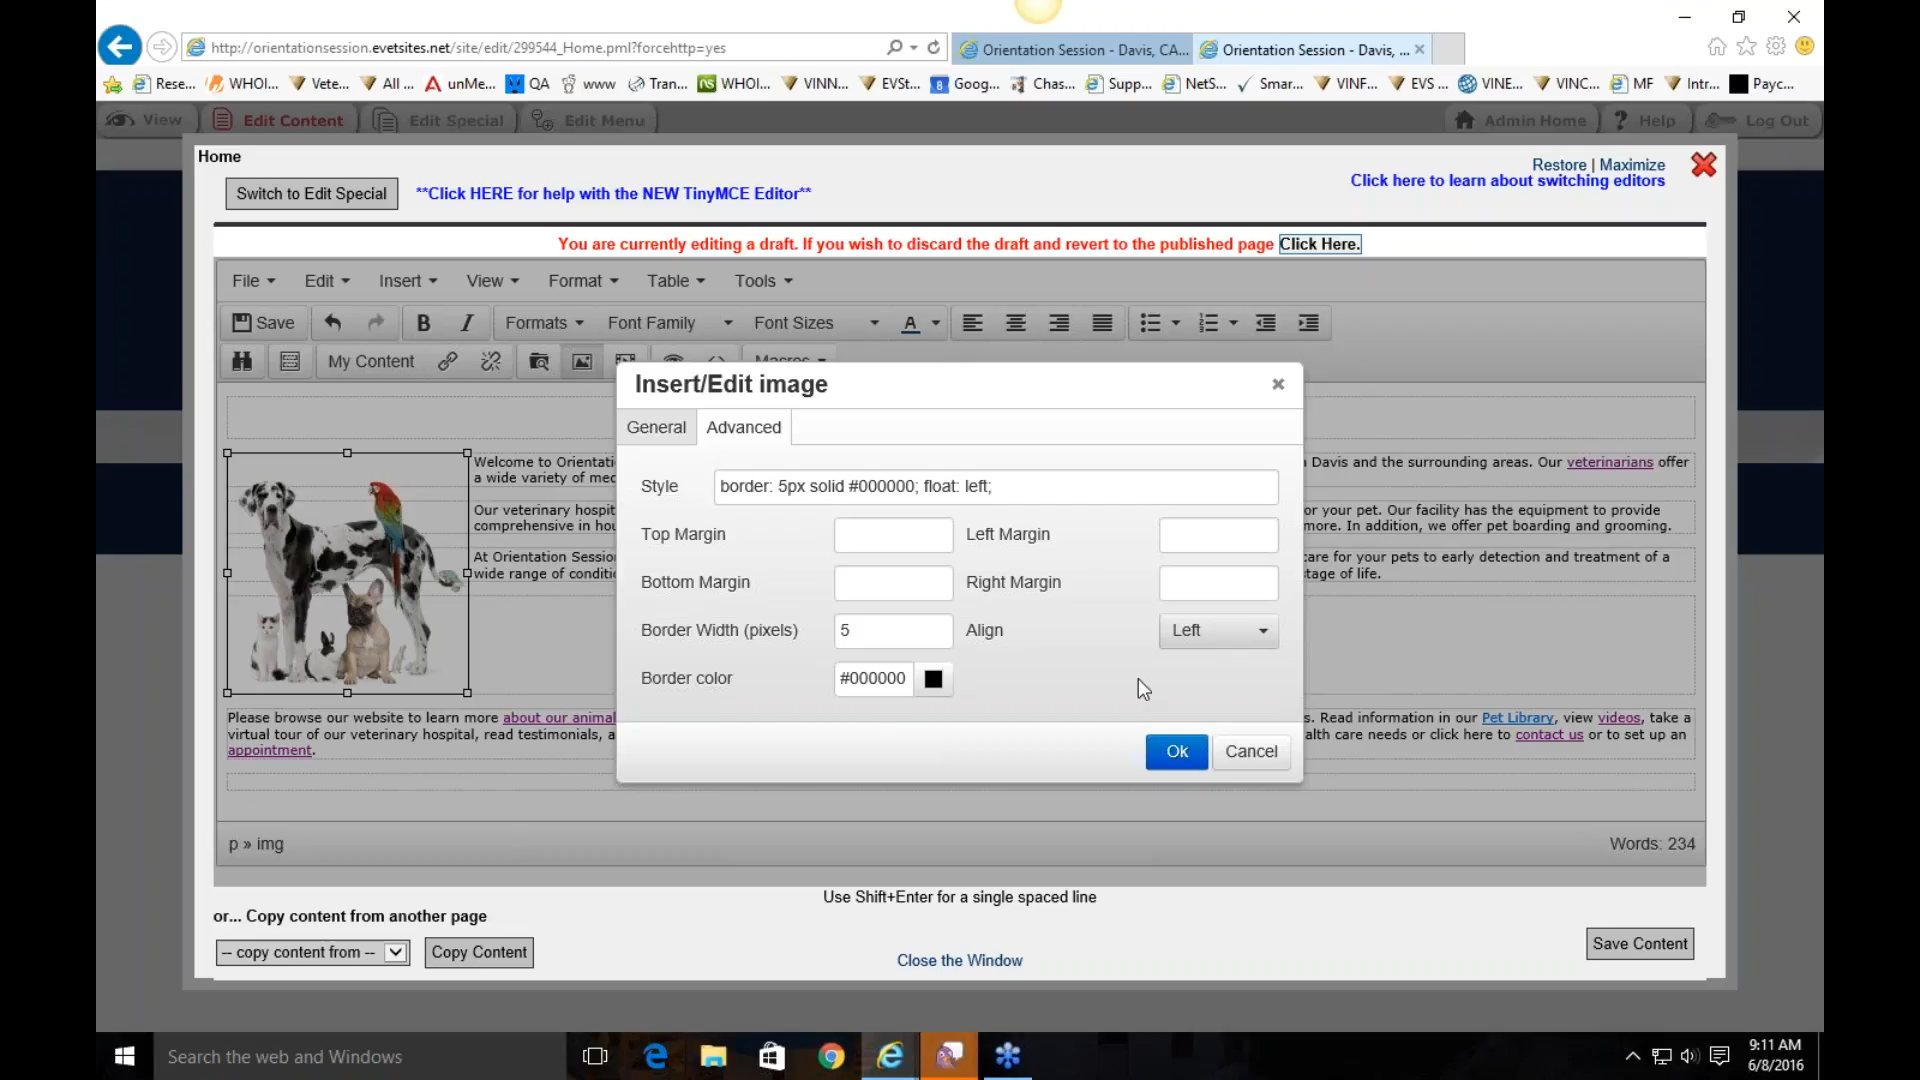 http://orientationsession.evetsites.net/site/edit/299544_Home.pml?forcehttp=yes
Orientation Session - Davis, CA...
Orientation Session - Davis, ...
Rese... WHOI... Vete... All ... unMe... QA www Tran... WHOI... VINN... EVSt... Goog... Chas... Supp... NetS... Smar... VINF... EVS ... VINE... VINC... MF Intr... Payc...
View Edit Content Edit Special Edit Menu Admin Home Help Log Out
Home
Restore | Maximize
Click here to learn about switching editors
Switch to Edit Special **Click HERE for help with the NEW TinyMCE Editor**
You are currently editing a draft. If you wish to discard the draft and revert to the published page Click Here.
File Edit Insert View Format Table Tools
Save B I Formats Font Family Font Sizes A
My Content Macros
Insert/Edit image
General Advanced
Style border: 5px solid #000000; float: left;
Top Margin Left Margin
Bottom Margin Right Margin
Border Width (pixels) 5 Align Left
Border color #000000
Ok Cancel
Welcome to Orientati
Davis and the surrounding areas. Our veterinarians offer
a wide variety of med
Our veterinary hospit
or your pet. Our facility has the equipment to provide
comprehensive in hou
more. In addition, we offer pet boarding and grooming.
At Orientation Sessio
care for your pets to early detection and treatment of a
wide range of conditi
tage of life.
Please browse our website to learn more about our animal
s. Read information in our Pet Library, view videos, take a
virtual tour of our veterinary hospital, read testimonials, a
alth care needs or click here to contact us or to set up an
appointment.
p » img
Words: 234
Use Shift+Enter for a single spaced line
or... Copy content from another page
-- copy content from -- Copy Content
Save Content
Close the Window
Search the web and Windows
9:11 AM
6/8/2016